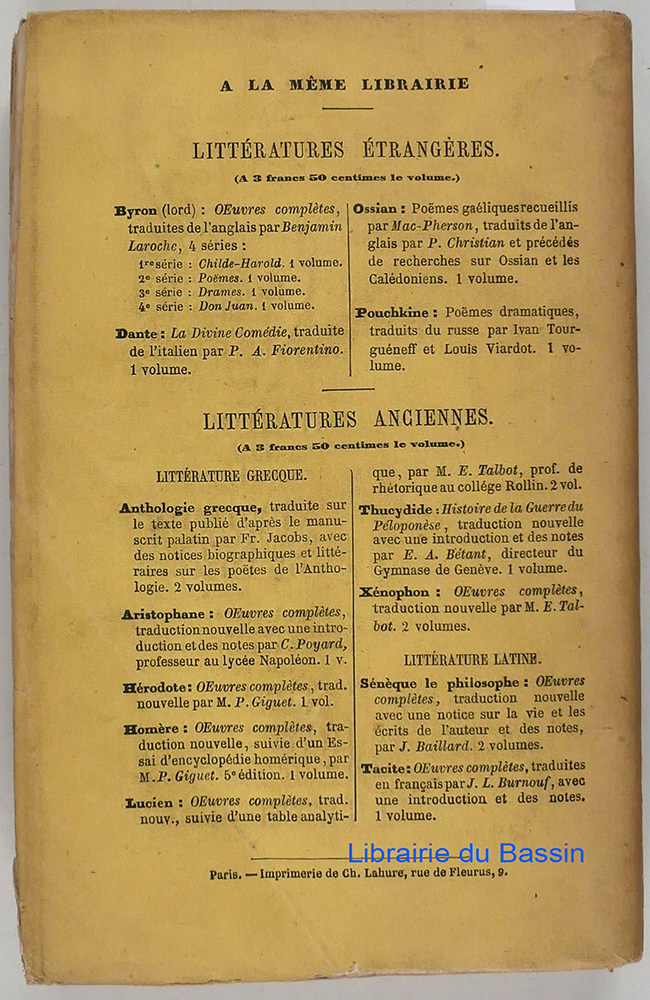 A LA MÊME LIBRAIRIE
LITTÉRATURES ÉTRANGÈRES.
(A 3 francs 50 centimes le volume.)
Byron (lord) : OEuvres complètes,
traduites de l'anglais par Benjamin
Laroche, 4 séries :
1re série : Childe-Harold. 1 volume.
2e série : Poëmes. 1 volume.
3e série : Drames. 1 volume.
4e série : Don Juan. 1 volume.
Dante : La Divine Comédie, traduite
de l'italien par P. A. Fiorentino.
1 volume.
Ossian : Poëmes gaéliques recueillis
par Mac-Pherson, traduits de l'an-
glais par P. Christian et précédés
de recherches sur Ossian et les
Calédoniens. 1 volume.
Pouchkine : Poëmes dramatiques,
traduits du russe par Ivan Tour-
guéneff et Louis Viardot. 1 vo-
lume.
LITTÉRATURES ANCIENNES.
(A 3 francs 50 centimes le volume.)
LITTÉRATURE GRECQUE.
Anthologie grecque, traduite sur
le texte publié d'après le manu-
scrit palatin par Fr. Jacobs, avec
des notices biographiques et litté-
raires sur les poëtes de l'Antho-
logie. 2 volumes.
Aristophane : OEuvres complètes,
traduction nouvelle avec une intro-
duction et des notes par C. Poyard,
professeur au lycée Napoléon. 1 v.
Hérodote : OEuvres complètes, trad.
nouvelle par M. P. Giguet. 1 vol.
Homère : OEuvres complètes, tra-
duction nouvelle, suivie d'un Es-
sai d'encyclopédie homérique, par
M. P. Giguet. 5e édition. 1 volume.
Lucien : OEuvres complètes, trad.
nouv., suivie d'une table analyti-
que, par M. E. Talbot, prof. de
rhétorique au collége Rollin. 2 vol.
Thucydide : Histoire de la Guerre du
Péloponèse, traduction nouvelle
avec une introduction et des notes
par E. A. Bétant, directeur du
Gymnase de Genève. 1 volume.
Xénophon : OEuvres complètes,
traduction nouvelle par M. E. Tal-
bot. 2 volumes.
LITTÉRATURE LATINE.
Sénèque le philosophe : OEuvres
complètes, traduction nouvelle
avec une notice sur la vie et les
écrits de l'auteur et des notes,
par J. Baillard. 2 volumes.
Tacite : OEuvres complètes, traduites
en français par J. L. Burnouf, avec
une introduction et des notes.
1 volume.
Librairie du Bassin
Paris. — Imprimerie de Ch. Lahure, rue de Fleurus, 9.